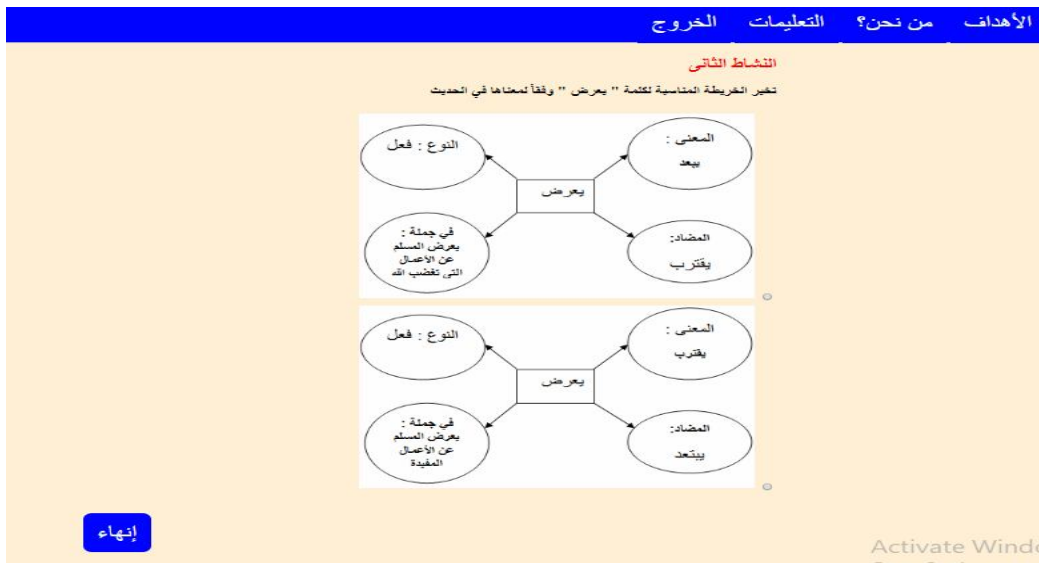 الأهداف من نحن؟ التعليمات الخروج
النشاط الثانى
تخير الخريطة المناسبة لكلمة " يعرض " وفقاً لمعناها في الحديث
المعنى :
يبعد
النوع : فعل
يعرض
المضاد:
يقترب
في جملة :
يعرض المسلم
عن الأعمال
التى تغضب الله
المعنى :
يقترب
النوع : فعل
يعرض
المضاد:
يبتعد
في جملة :
يعرض المسلم
عن الأعمال
المفيدة
إنهاء
Activate Windo